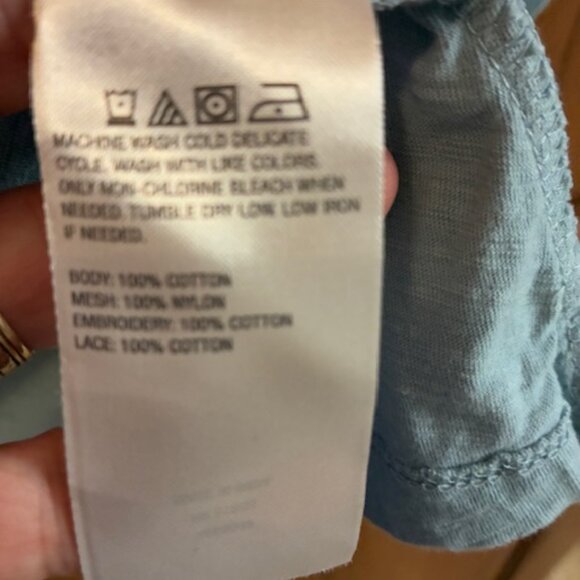 MACHINE WASH COLD DELICATE
CYCLE. WASH WITH LIKE COLORS.
ONLY NON-CHLORINE BLEACH WHEN
NEEDED. TUMBLE DRY LOW. LOW IRON
IF NEEDED.
BODY: 100% COTTON
MESH: 100% NYLON
EMBROIDERY: 100% COTTON
LACE: 100% COTTON